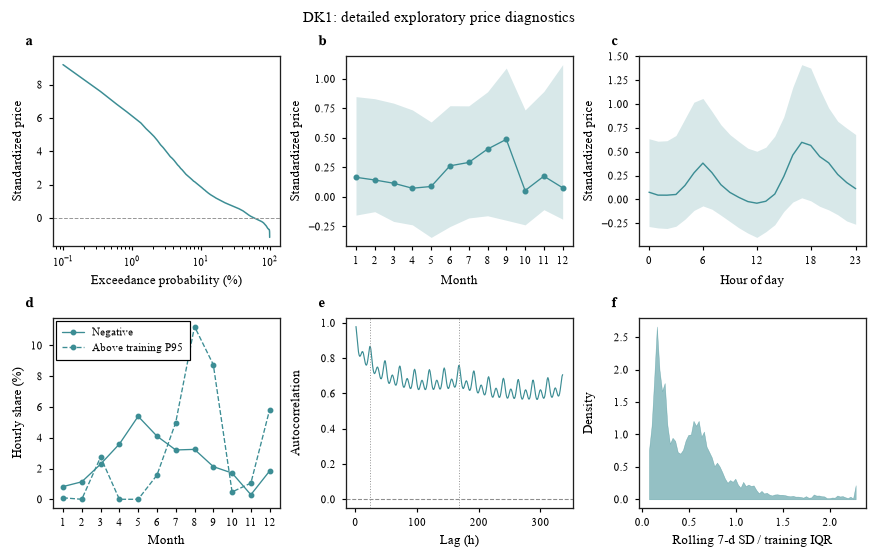 DK1: detailed exploratory price diagnostics
a
Standardized price
8
6
4
2
0
10⁻¹ 10⁰ 10¹ 10²
Exceedance probability (%)
b
Standardized price
1.00
0.75
0.50
0.25
0.00
−0.25
1 2 3 4 5 6 7 8 9 10 11 12
Month
c
Standardized price
1.50
1.25
1.00
0.75
0.50
0.25
0.00
−0.25
0 6 12 18 23
Hour of day
d
Hourly share (%)
Negative
Above training P95
10
8
6
4
2
0
1 2 3 4 5 6 7 8 9 10 11 12
Month
e
Autocorrelation
1.0
0.8
0.6
0.4
0.2
0.0
0 100 200 300
Lag (h)
f
Density
2.5
2.0
1.5
1.0
0.5
0.0
0.0 0.5 1.0 1.5 2.0
Rolling 7-d SD / training IQR